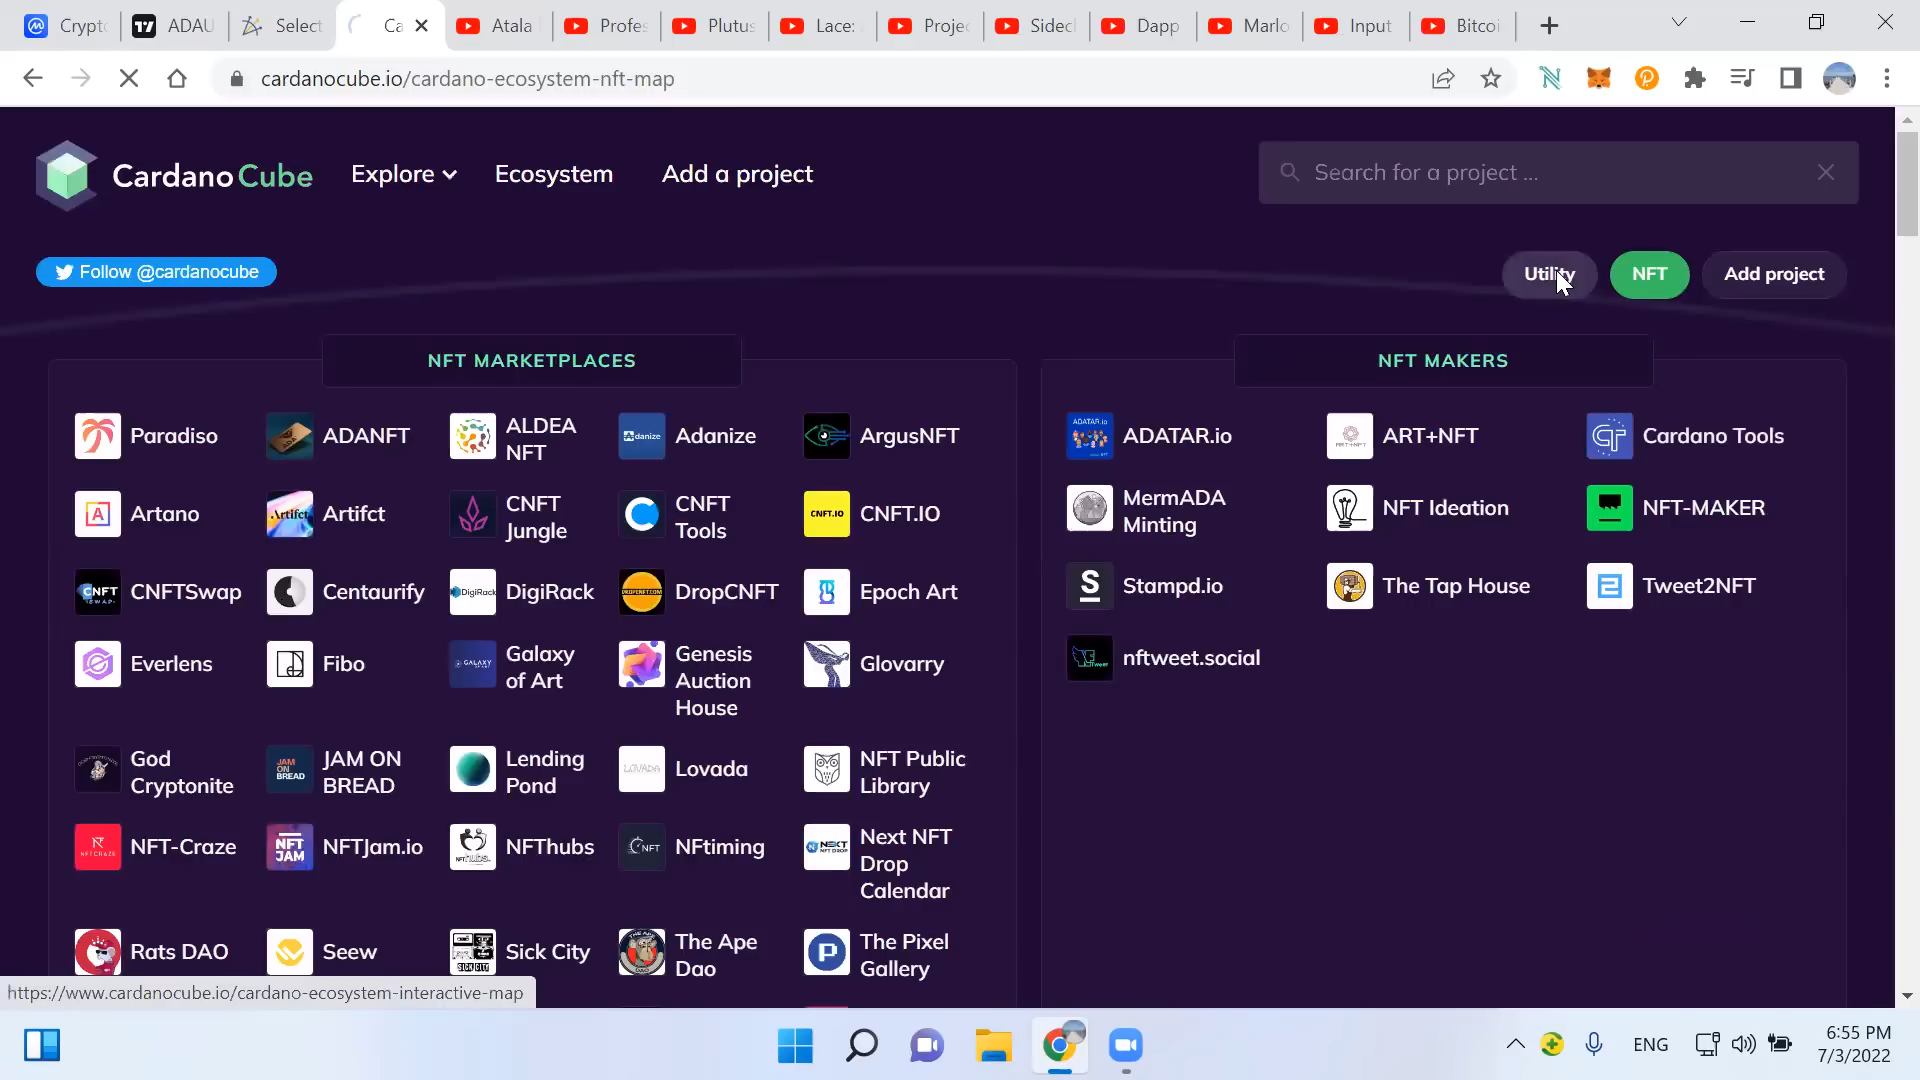 Crypto
ADAU
Select
Ca
Atala
Profes
Plutus
Lace:
Projec
Sidecl
Dapp
Marlo
Input
Bitcoi
cardanocube.io/cardano-ecosystem-nft-map
CardanoCube
Explore
Ecosystem
Add a project
Search for a project ...
Follow @cardanocube
Utility
NFT
Add project
NFT MARKETPLACES
Paradiso
ADANFT
ALDEA
NFT
Adanize
ArgusNFT
Artano
Artifct
CNFT
Jungle
CNFT
Tools
CNFT.IO
CNFTSwap
Centaurify
DigiRack
DropCNFT
Epoch Art
Everlens
Fibo
Galaxy
of Art
Genesis
Auction
House
Glovarry
God
Cryptonite
JAM ON
BREAD
Lending
Pond
Lovada
NFT Public
Library
NFT-Craze
NFTJam.io
NFThubs
NFtiming
Next NFT
Drop
Calendar
Rats DAO
Seew
Sick City
The Ape
Dao
The Pixel
Gallery
NFT MAKERS
ADATAR.io
ART+NFT
Cardano Tools
MermADA
Minting
NFT Ideation
NFT-MAKER
Stampd.io
The Tap House
Tweet2NFT
nftweet.social
https://www.cardanocube.io/cardano-ecosystem-interactive-map
ENG
6:55 PM
7/3/2022